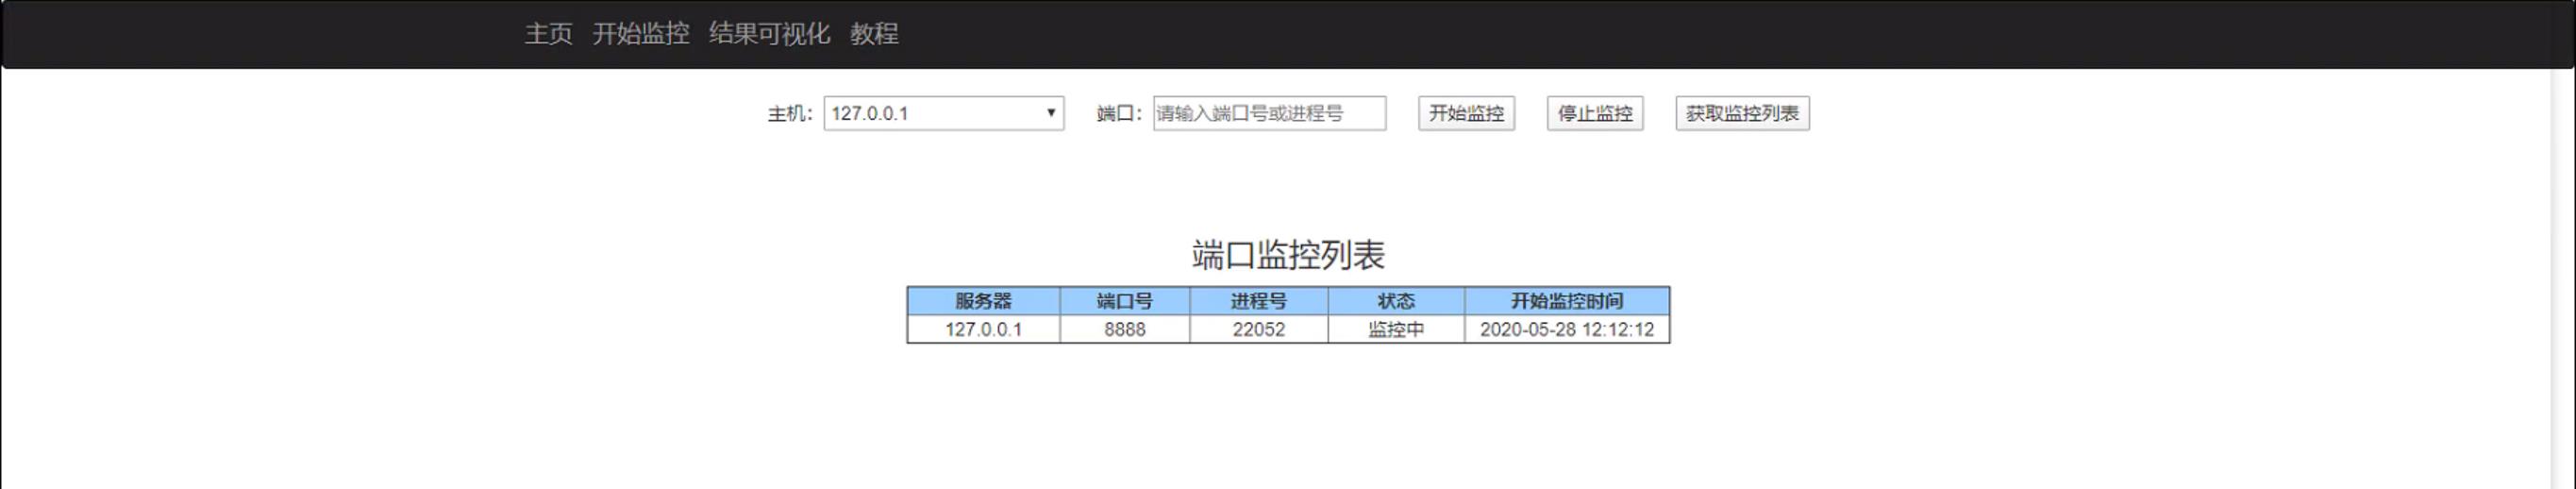 主页 开始监控 结果可视化 教程
主机: 127.0.0.1 ▼ 端口: 请输入端口号或进程号 开始监控 停止监控 获取监控列表
端口监控列表
服务器 端口号 进程号 状态 开始监控时间
127.0.0.1 8888 22052 监控中 2020-05-28 12:12:12